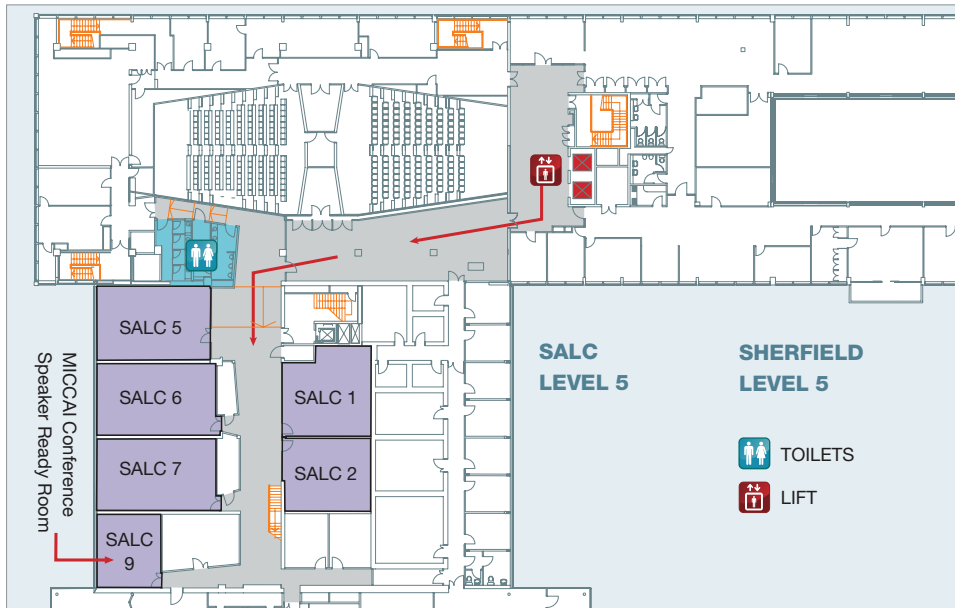 SALC 5
SALC 6
SALC 7
SALC
9
SALC 1
SALC 2
MICCAI Conference
Speaker Ready Room
SALC
LEVEL 5
SHERFIELD
LEVEL 5
TOILETS
LIFT